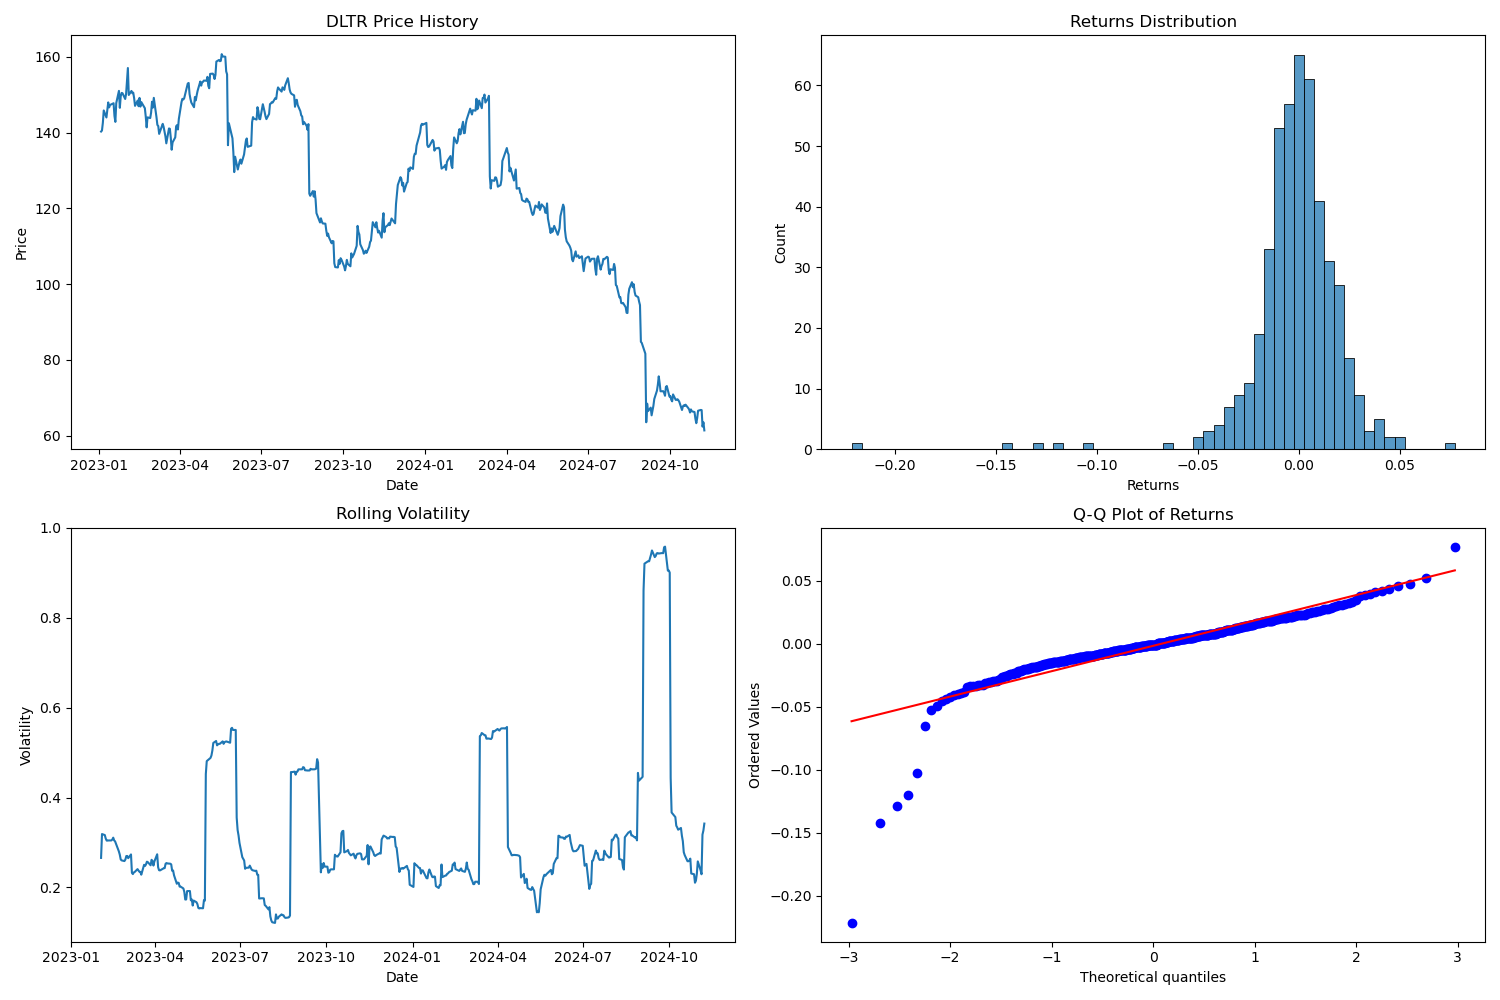 DLTR Price History
160
140
120
100
80
60
Price
2023-01 2023-04 2023-07 2023-10 2024-01 2024-04 2024-07 2024-10
Date
Returns Distribution
60
50
40
30
20
10
0
Count
−0.20 −0.15 −0.10 −0.05 0.00 0.05
Returns
Rolling Volatility
1.0
0.8
0.6
0.4
0.2
Volatility
2023-01 2023-04 2023-07 2023-10 2024-01 2024-04 2024-07 2024-10
Date
Q-Q Plot of Returns
0.05
0.00
−0.05
−0.10
−0.15
−0.20
Ordered Values
−3 −2 −1 0 1 2 3
Theoretical quantiles